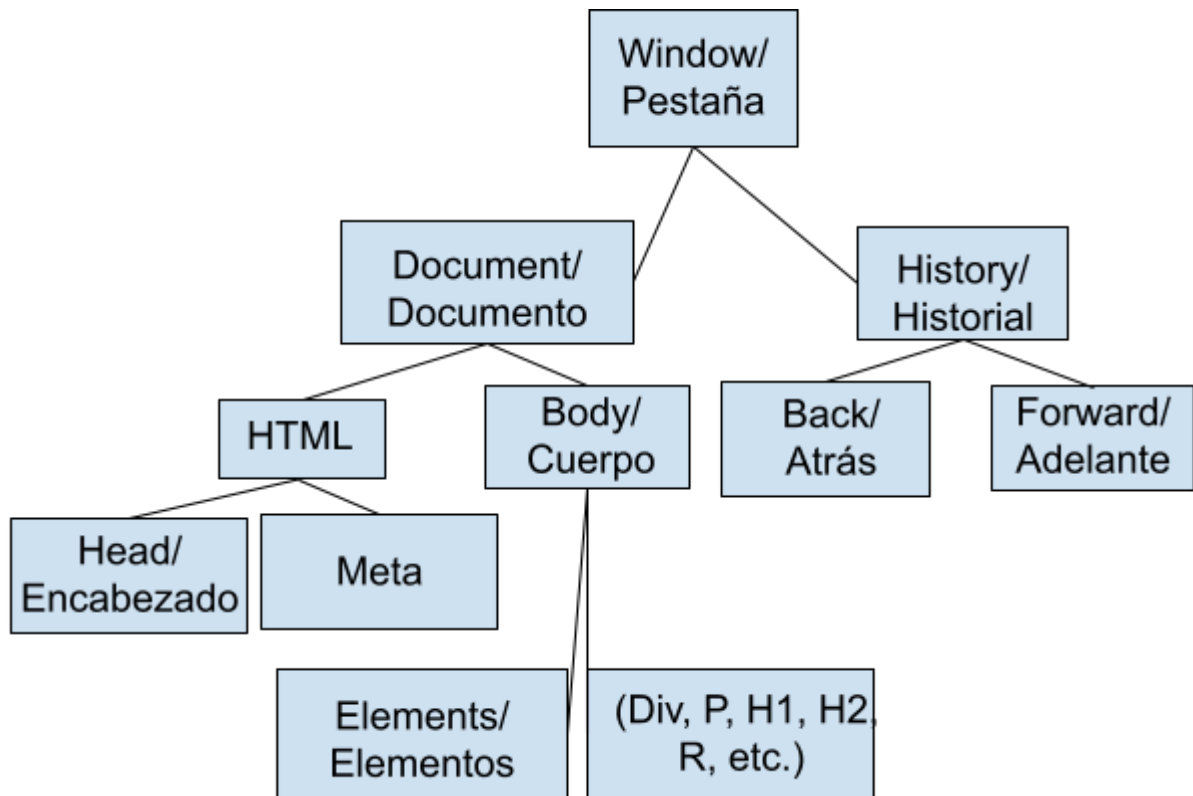 Window/
Pestaña
Document/
Documento
History/
Historial
HTML
Body/
Cuerpo
Back/
Atrás
Forward/
Adelante
Head/
Encabezado
Meta
Elements/
Elementos
(Div, P, H1, H2,
R, etc.)